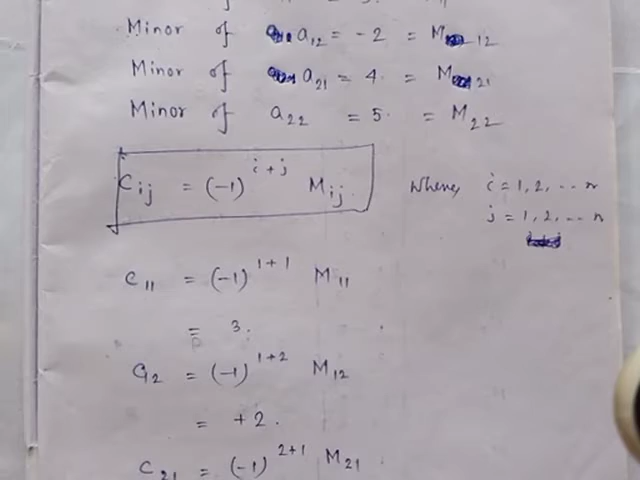 Minor of a12 = -2 = M12
Minor of a21 = 4 = M21
Minor of a22 = 5 = M22
Cij = (-1)^i+j Mij where, i = 1, 2, ... n
j = 1, 2, ... n
C11 = (-1)^1+1 M11
= 3.
C12 = (-1)^1+2 M12
= +2.
C21 = (-1)^2+1 M21